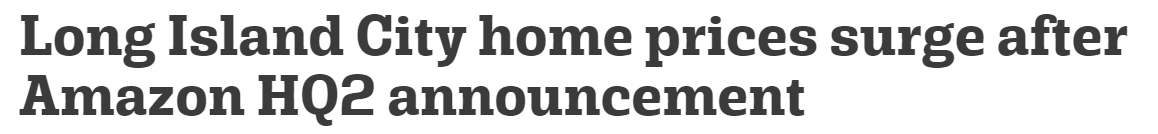 Long Island City home prices surge after
Amazon HQ2 announcement